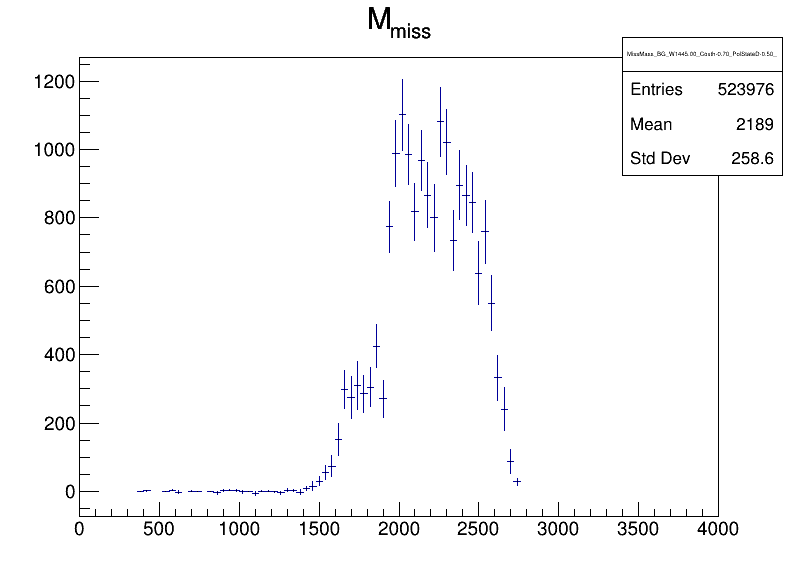 M_miss
MissMass_BG_W1445.00_Costh-0.70_PolStateD-0.50_
Entries 523976
Mean 2189
Std Dev 258.6
1200
1000
800
600
400
200
0
0 500 1000 1500 2000 2500 3000 3500 4000